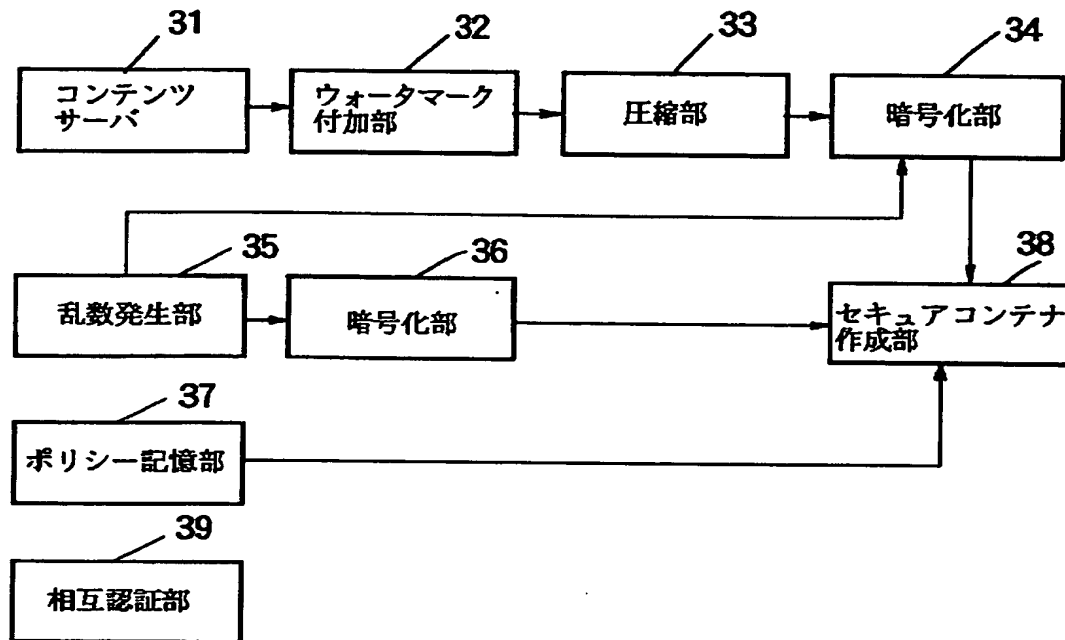 31
32
33
34
コンテンツ
サーバ
ウォータマーク
付加部
圧縮部
暗号化部
35
36
38
乱数発生部
暗号化部
セキュアコンテナ
作成部
37
ポリシー記憶部
39
相互認証部